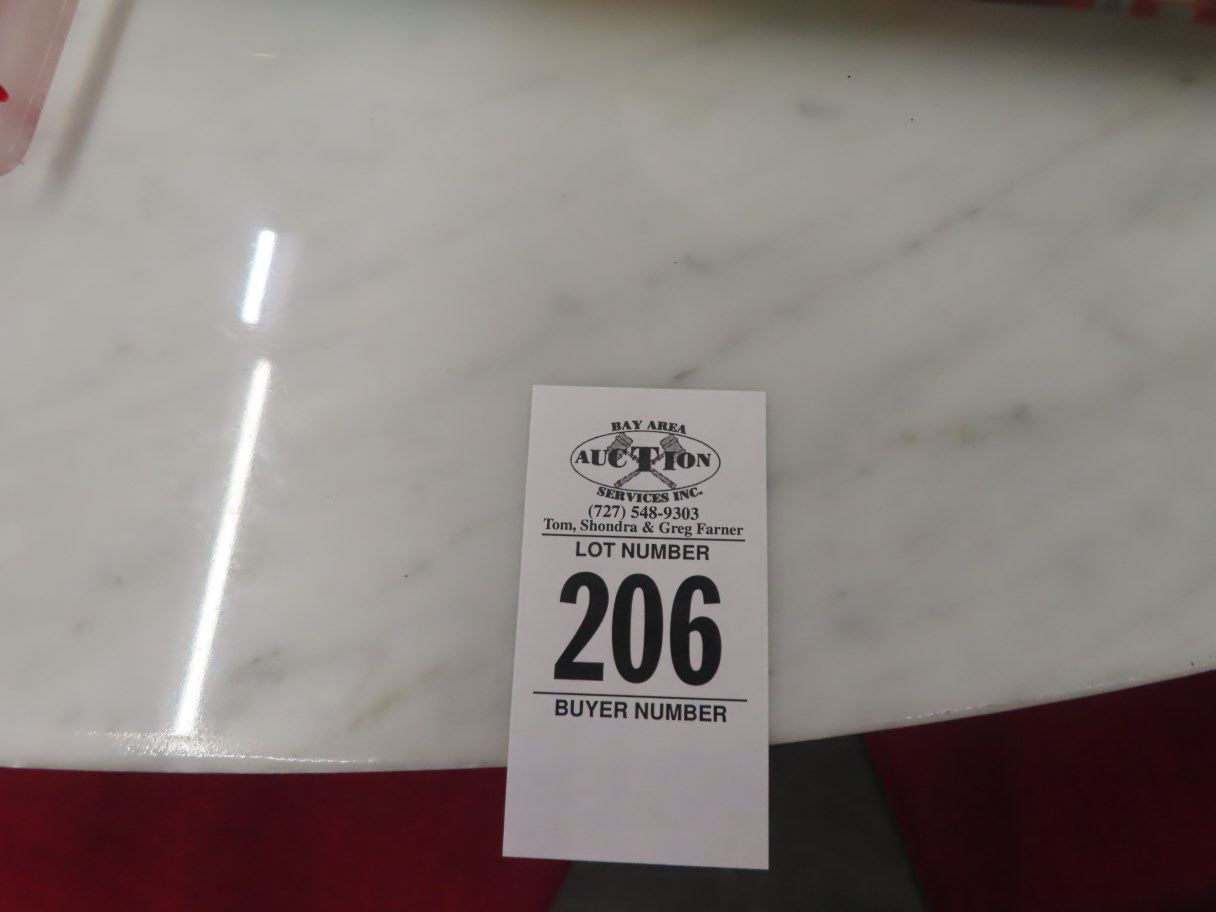 BAY AREA
AUCTION
SERVICES INC.
(727) 548-9303
Tom, Shondra & Greg Farner
LOT NUMBER
206
BUYER NUMBER